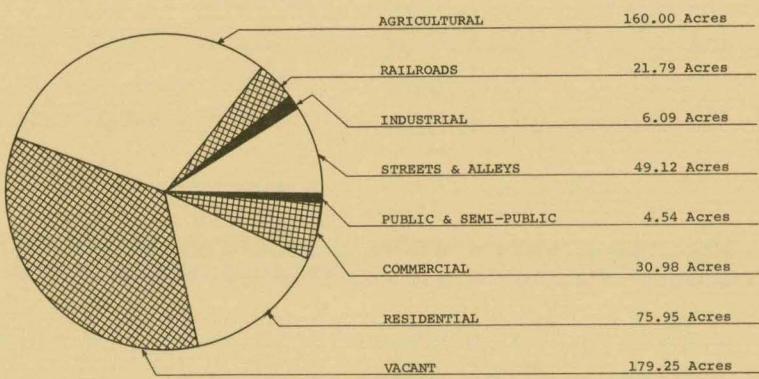 AGRICULTURAL 160.00 Acres
RAILROADS 21.79 Acres
INDUSTRIAL 6.09 Acres
STREETS & ALLEYS 49.12 Acres
PUBLIC & SEMI-PUBLIC 4.54 Acres
COMMERCIAL 30.98 Acres
RESIDENTIAL 75.95 Acres
VACANT 179.25 Acres